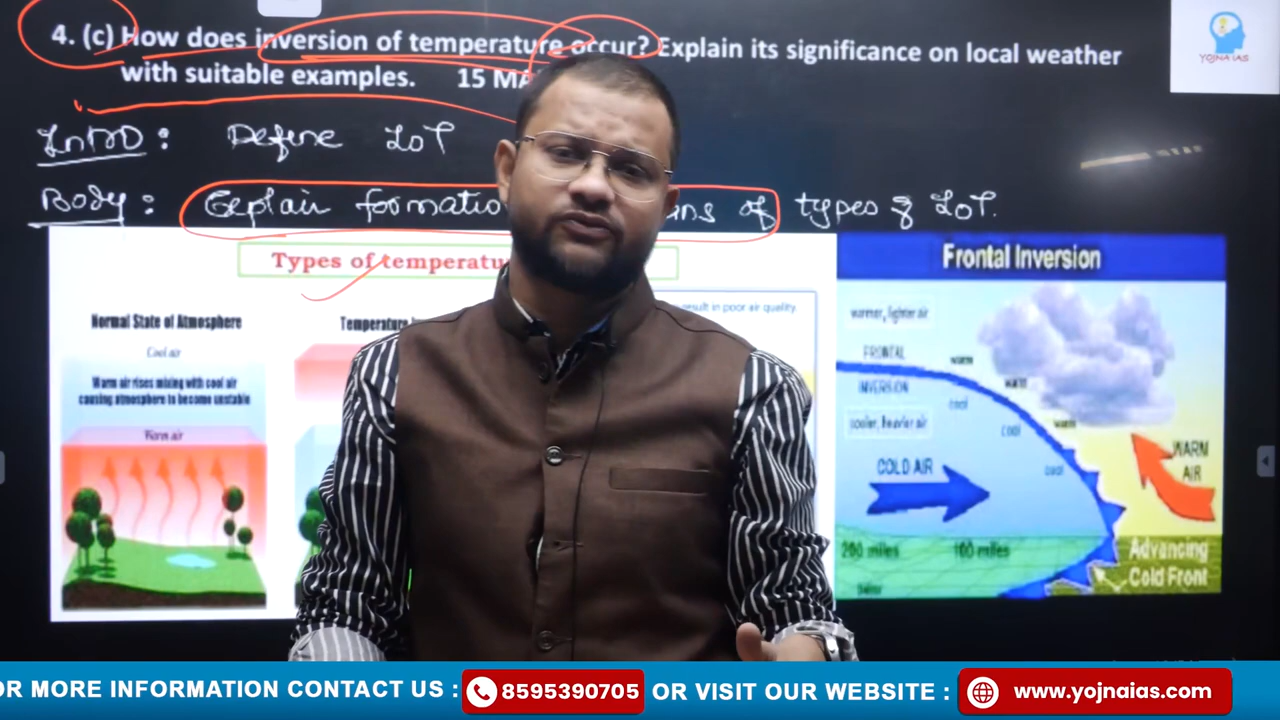 4. (c) How does inversion of temperature occur? Explain its significance on local weather
with suitable examples. 15 MA
YOJNA IAS
Intro : Define IoT
Body : Explain formatio ans of types of IoT.
Types of temperatu
result in poor air quality
Normal State of Atmosphere
Cool air
Warm air rises mixing with cool air
causing atmosphere to become unstable
Warm air
Temperature
Frontal Inversion
warmer, lighter air
FRONTAL
INVERSION
cooler, heavier air
warm
warm
warm
cool
cool
cool
COLD AIR
WARM
AIR
200 miles 100 miles
Advancing
Cold Front
OR MORE INFORMATION CONTACT US : 8595390705 OR VISIT OUR WEBSITE : www.yojnaias.com